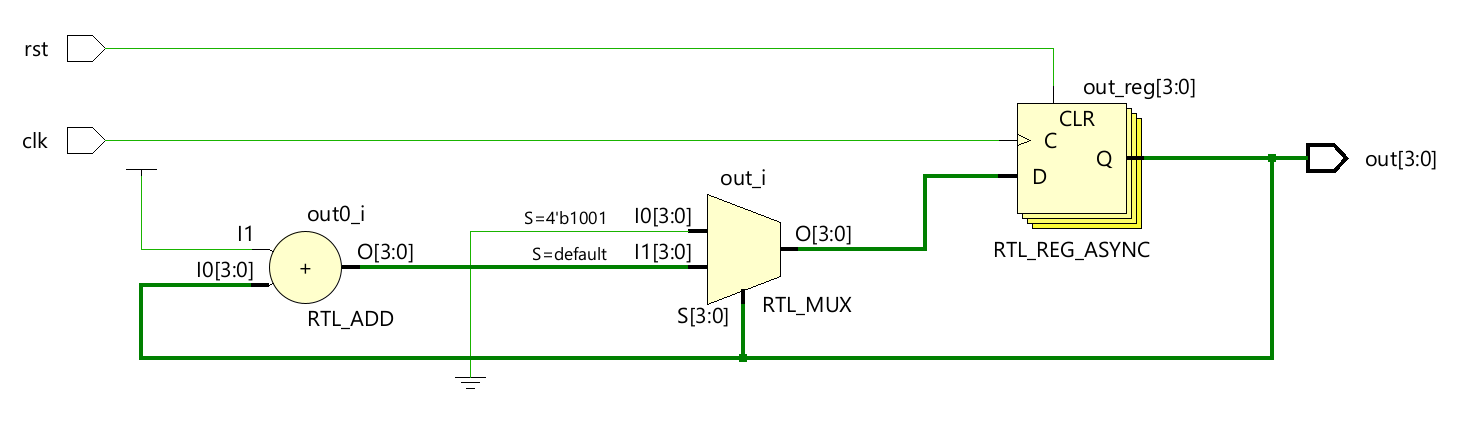 rst
clk
out_reg[3:0]
CLR
C
Q
D
RTL_REG_ASYNC
out[3:0]
out_i
S=4'b1001
I0[3:0]
S=default
I1[3:0]
O[3:0]
S[3:0]
RTL_MUX
out0_i
I1
I0[3:0]
+
O[3:0]
RTL_ADD